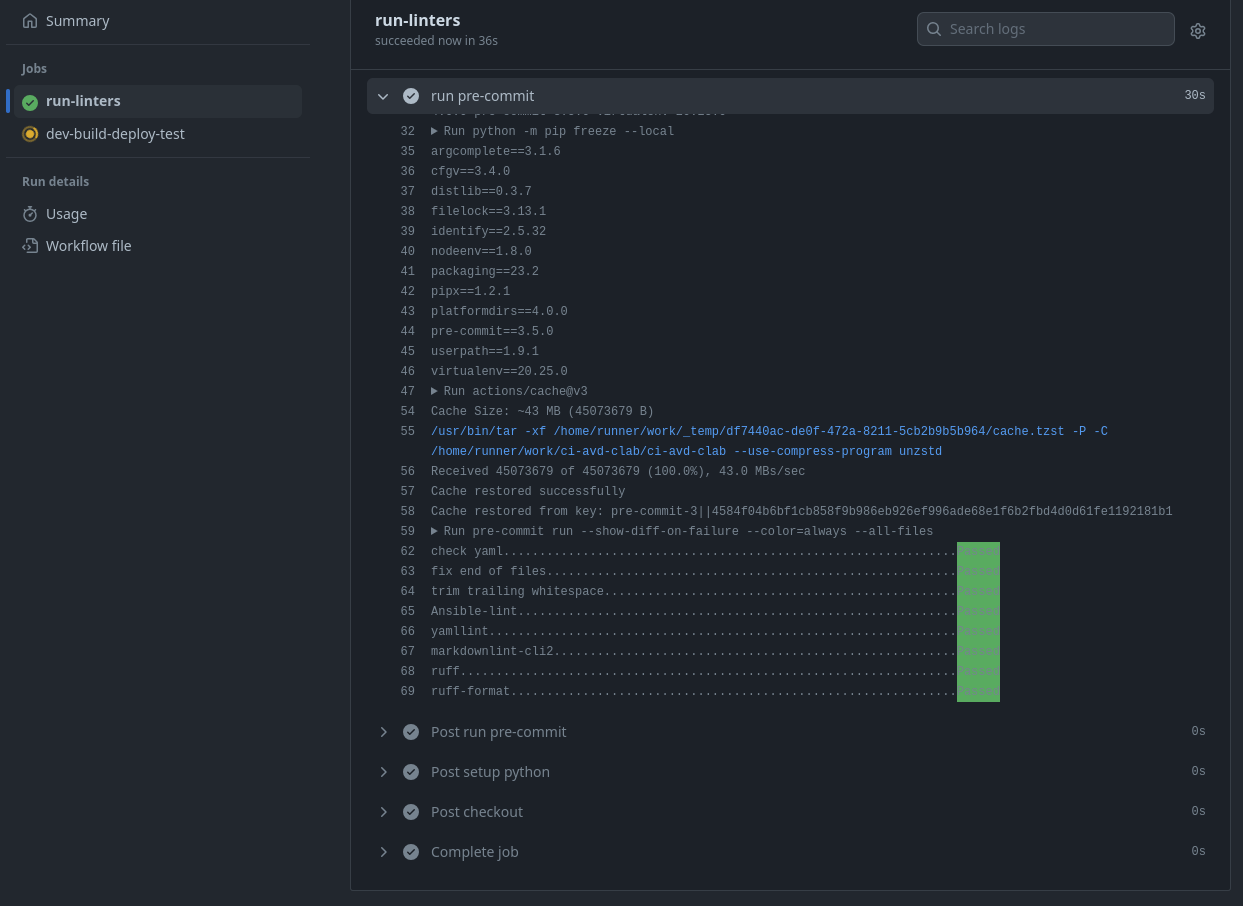 Summary
Jobs
run-linters
dev-build-deploy-test
Run details
Usage
Workflow file
run-linters
succeeded now in 36s
Search logs
run pre-commit 30s
32 Run python -m pip freeze --local
35 argcomplete==3.1.6
36 cfgv==3.4.0
37 distlib==0.3.7
38 filelock==3.13.1
39 identify==2.5.32
40 nodeenv==1.8.0
41 packaging==23.2
42 pipx==1.2.1
43 platformdirs==4.0.0
44 pre-commit==3.5.0
45 userpath==1.9.1
46 virtualenv==20.25.0
47 Run actions/cache@v3
54 Cache Size: ~43 MB (45073679 B)
55 /usr/bin/tar -xf /home/runner/work/_temp/df7440ac-de0f-472a-8211-5cb2b9b5b964/cache.tzst -P -C
/home/runner/work/ci-avd-clab/ci-avd-clab --use-compress-program unzstd
56 Received 45073679 of 45073679 (100.0%), 43.0 MBs/sec
57 Cache restored successfully
58 Cache restored from key: pre-commit-3||4584f04b6bf1cb858f9b986eb926ef996ade68e1f6b2fbd4d0d61fe1192181b1
59 Run pre-commit run --show-diff-on-failure --color=always --all-files
62 check yaml...............................................................Passed
63 fix end of files.........................................................Passed
64 trim trailing whitespace.................................................Passed
65 Ansible-lint.............................................................Passed
66 yamllint.................................................................Passed
67 markdownlint-cli2........................................................Passed
68 ruff.....................................................................Passed
69 ruff-format..............................................................Passed
Post run pre-commit 0s
Post setup python 0s
Post checkout 0s
Complete job 0s